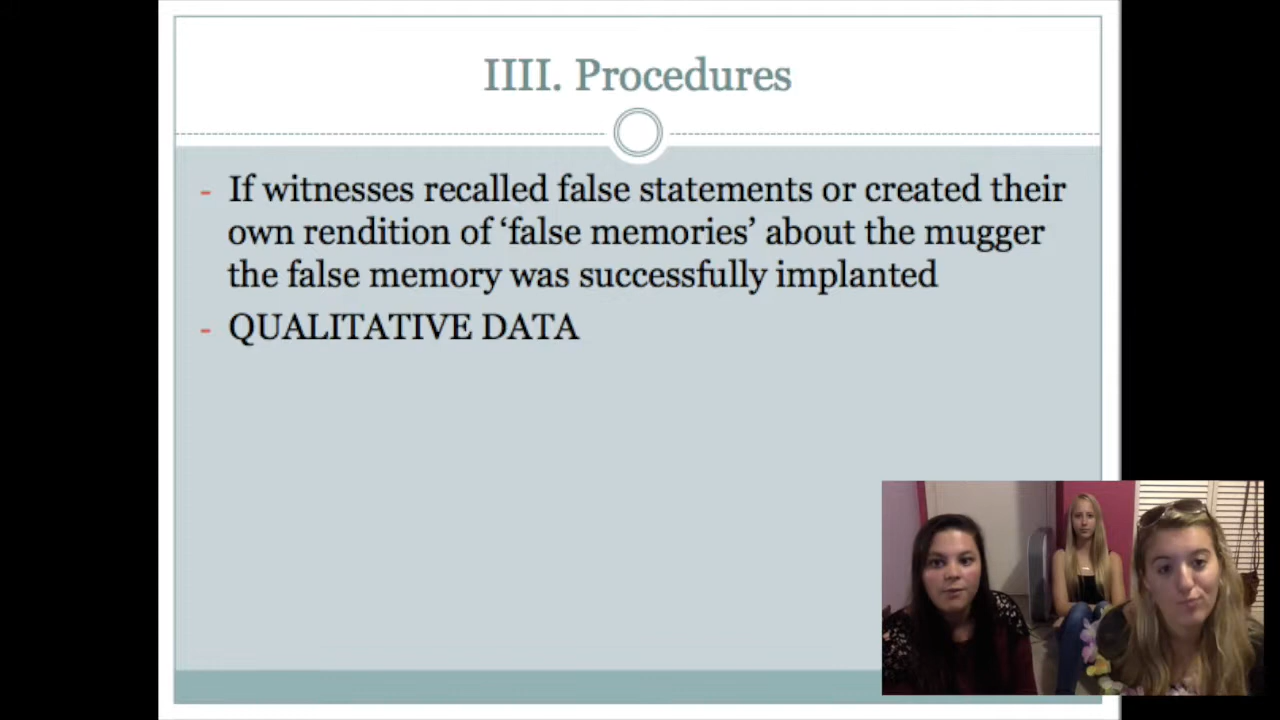 IIII. Procedures
- If witnesses recalled false statements or created their
own rendition of ‘false memories’ about the mugger
the false memory was successfully implanted
- QUALITATIVE DATA